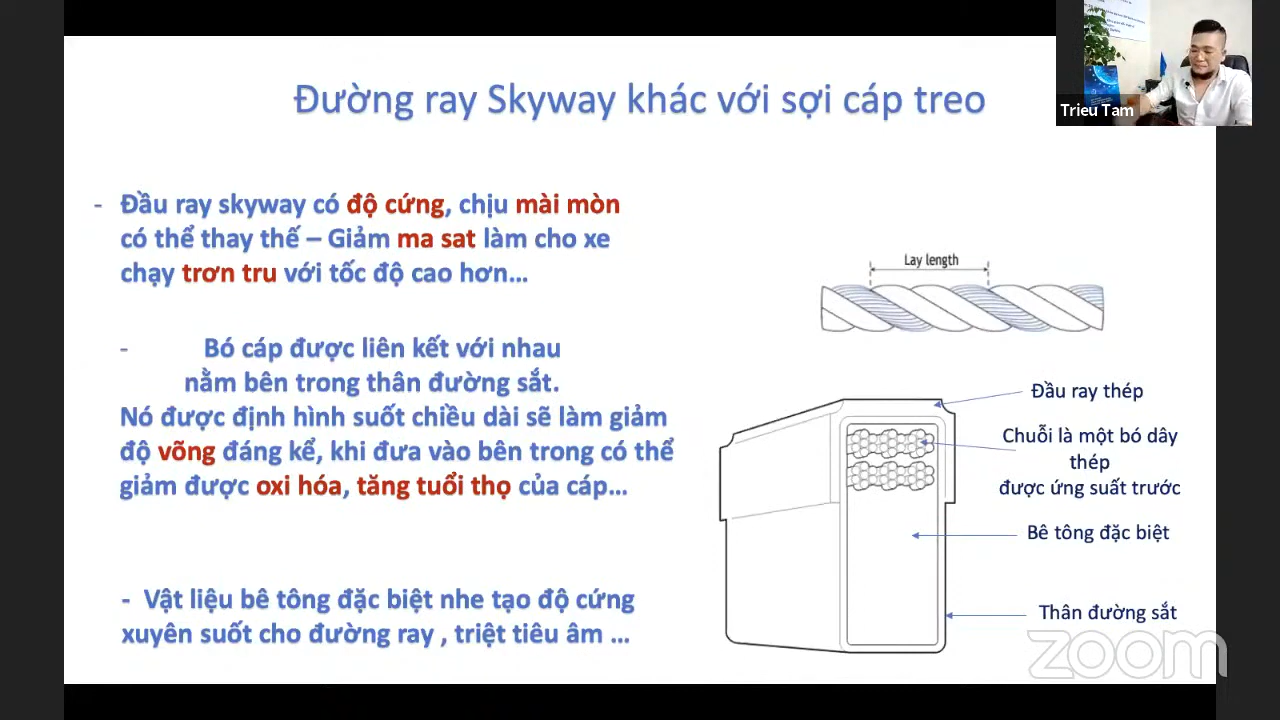 Đường ray Skyway khác với sợi cáp treo
Trieu Tam
- Đầu ray skyway có độ cứng, chịu mài mòn
có thể thay thế – Giảm ma sat làm cho xe
chạy trơn tru với tốc độ cao hơn...
- Bó cáp được liên kết với nhau
nằm bên trong thân đường sắt.
Nó được định hình suốt chiều dài sẽ làm giảm
độ võng đáng kể, khi đưa vào bên trong có thể
giảm được oxi hóa, tăng tuổi thọ của cáp...
- Vật liệu bê tông đặc biệt nhe tạo độ cứng
xuyên suốt cho đường ray , triệt tiêu âm ...
Lay length
Đầu ray thép
Chuỗi là một bó dây
thép
được ứng suất trước
Bê tông đặc biệt
Thân đường sắt
zoom